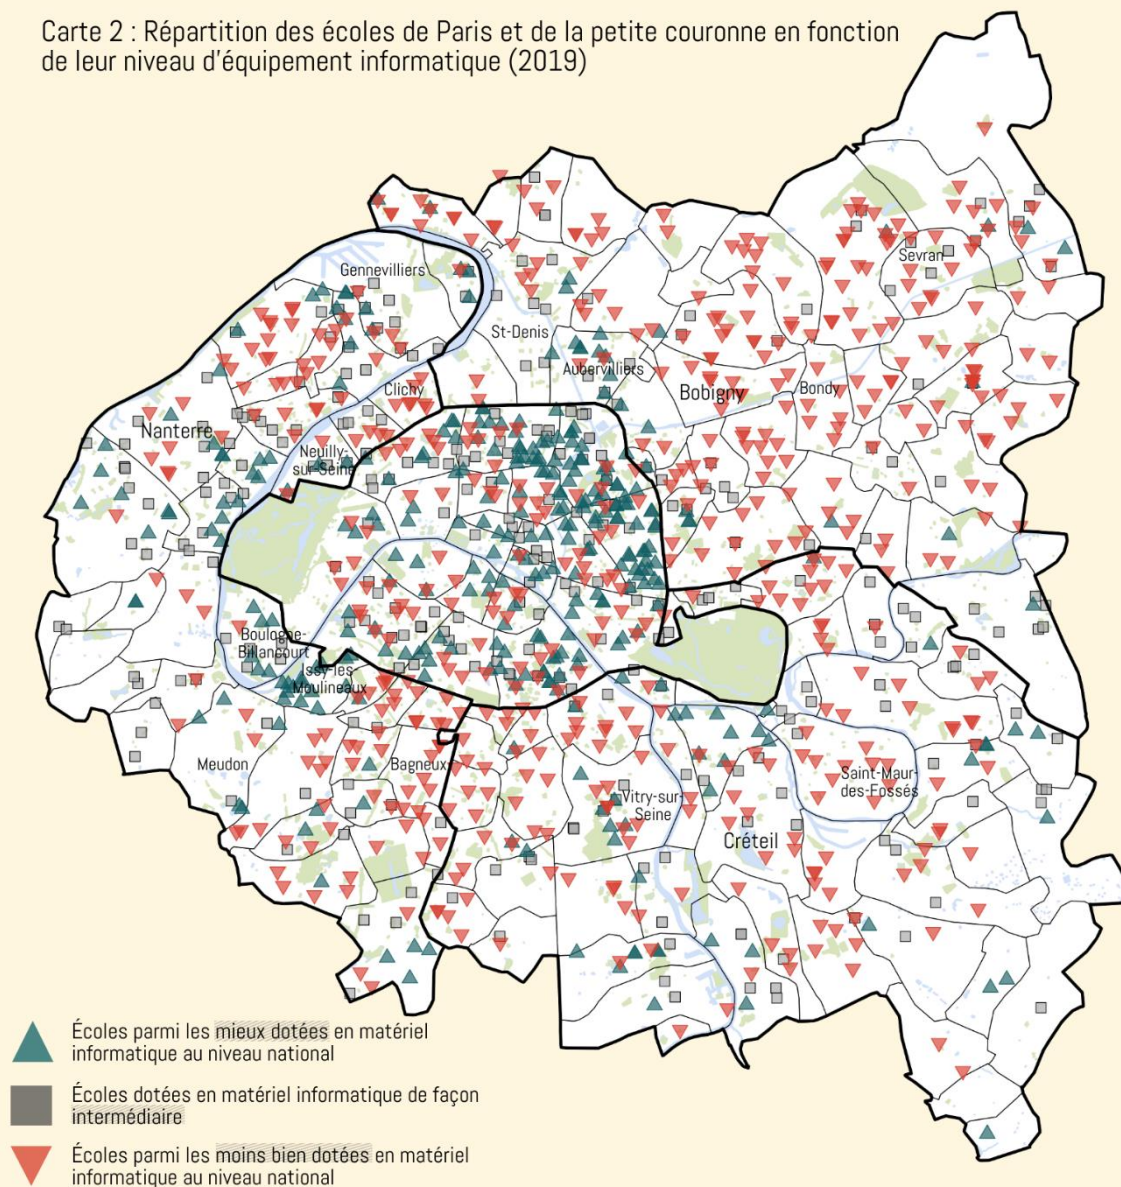 Carte 2 : Répartition des écoles de Paris et de la petite couronne en fonction
de leur niveau d'équipement informatique (2019)
Gennevilliers
Sevran
St-Denis
Aubervilliers
Clichy
Bobigny
Bondy
Nanterre
Neuilly-
sur-Seine
Boulogne-
Billancourt
Issy-les-
Moulineaux
Meudon
Bagneux
Vitry-sur-
Seine
Saint-Maur-
des-Fossés
Créteil
Écoles parmi les mieux dotées en matériel
informatique au niveau national
Écoles dotées en matériel informatique de façon
intermédiaire
Écoles parmi les moins bien dotées en matériel
informatique au niveau national